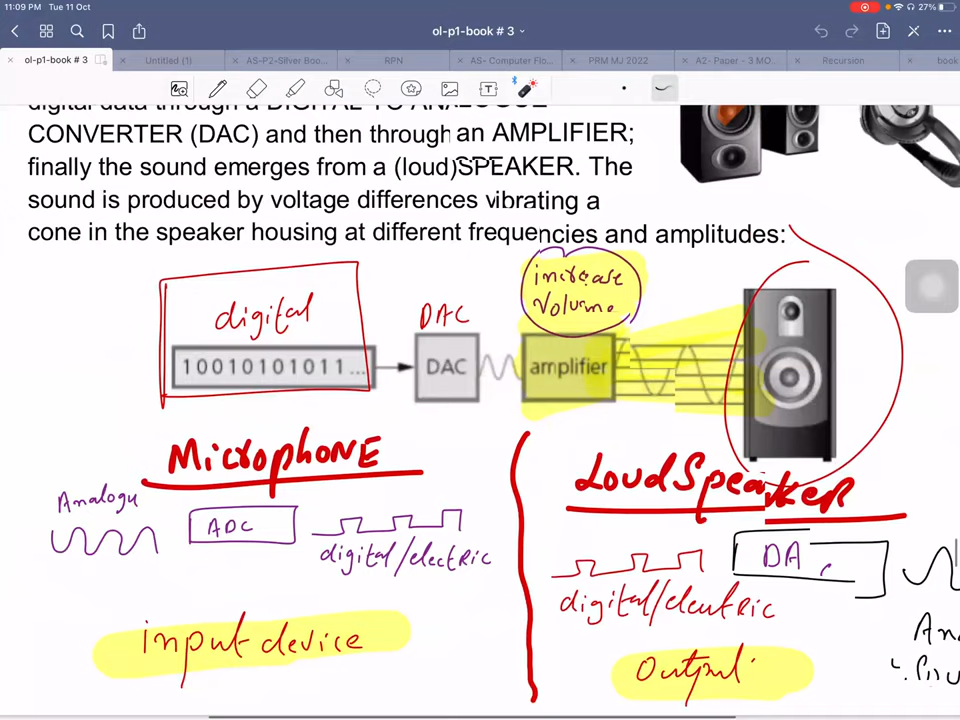 11:09 PM Tue 11 Oct
27%
ol-p1-book # 3
ol-p1-book # 3
Untitled (1)
AS-P2-Silver Boo...
RPN
AS- Computer Flo...
PRM MJ 2022
A2- Paper - 3 MO...
Recursion
book
CONVERTER (DAC) and then through an AMPLIFIER;
finally the sound emerges from a (loud)SPEAKER. The
sound is produced by voltage differences vibrating a
cone in the speaker housing at different frequencies and amplitudes:
increase
volume
digital
DAC
10010101011...
DAC
amplifier
MicrophonE
LoudSpeaKER
Analogu
ADC
digital/electRic
DA
digital/electRic
An
input device
Output